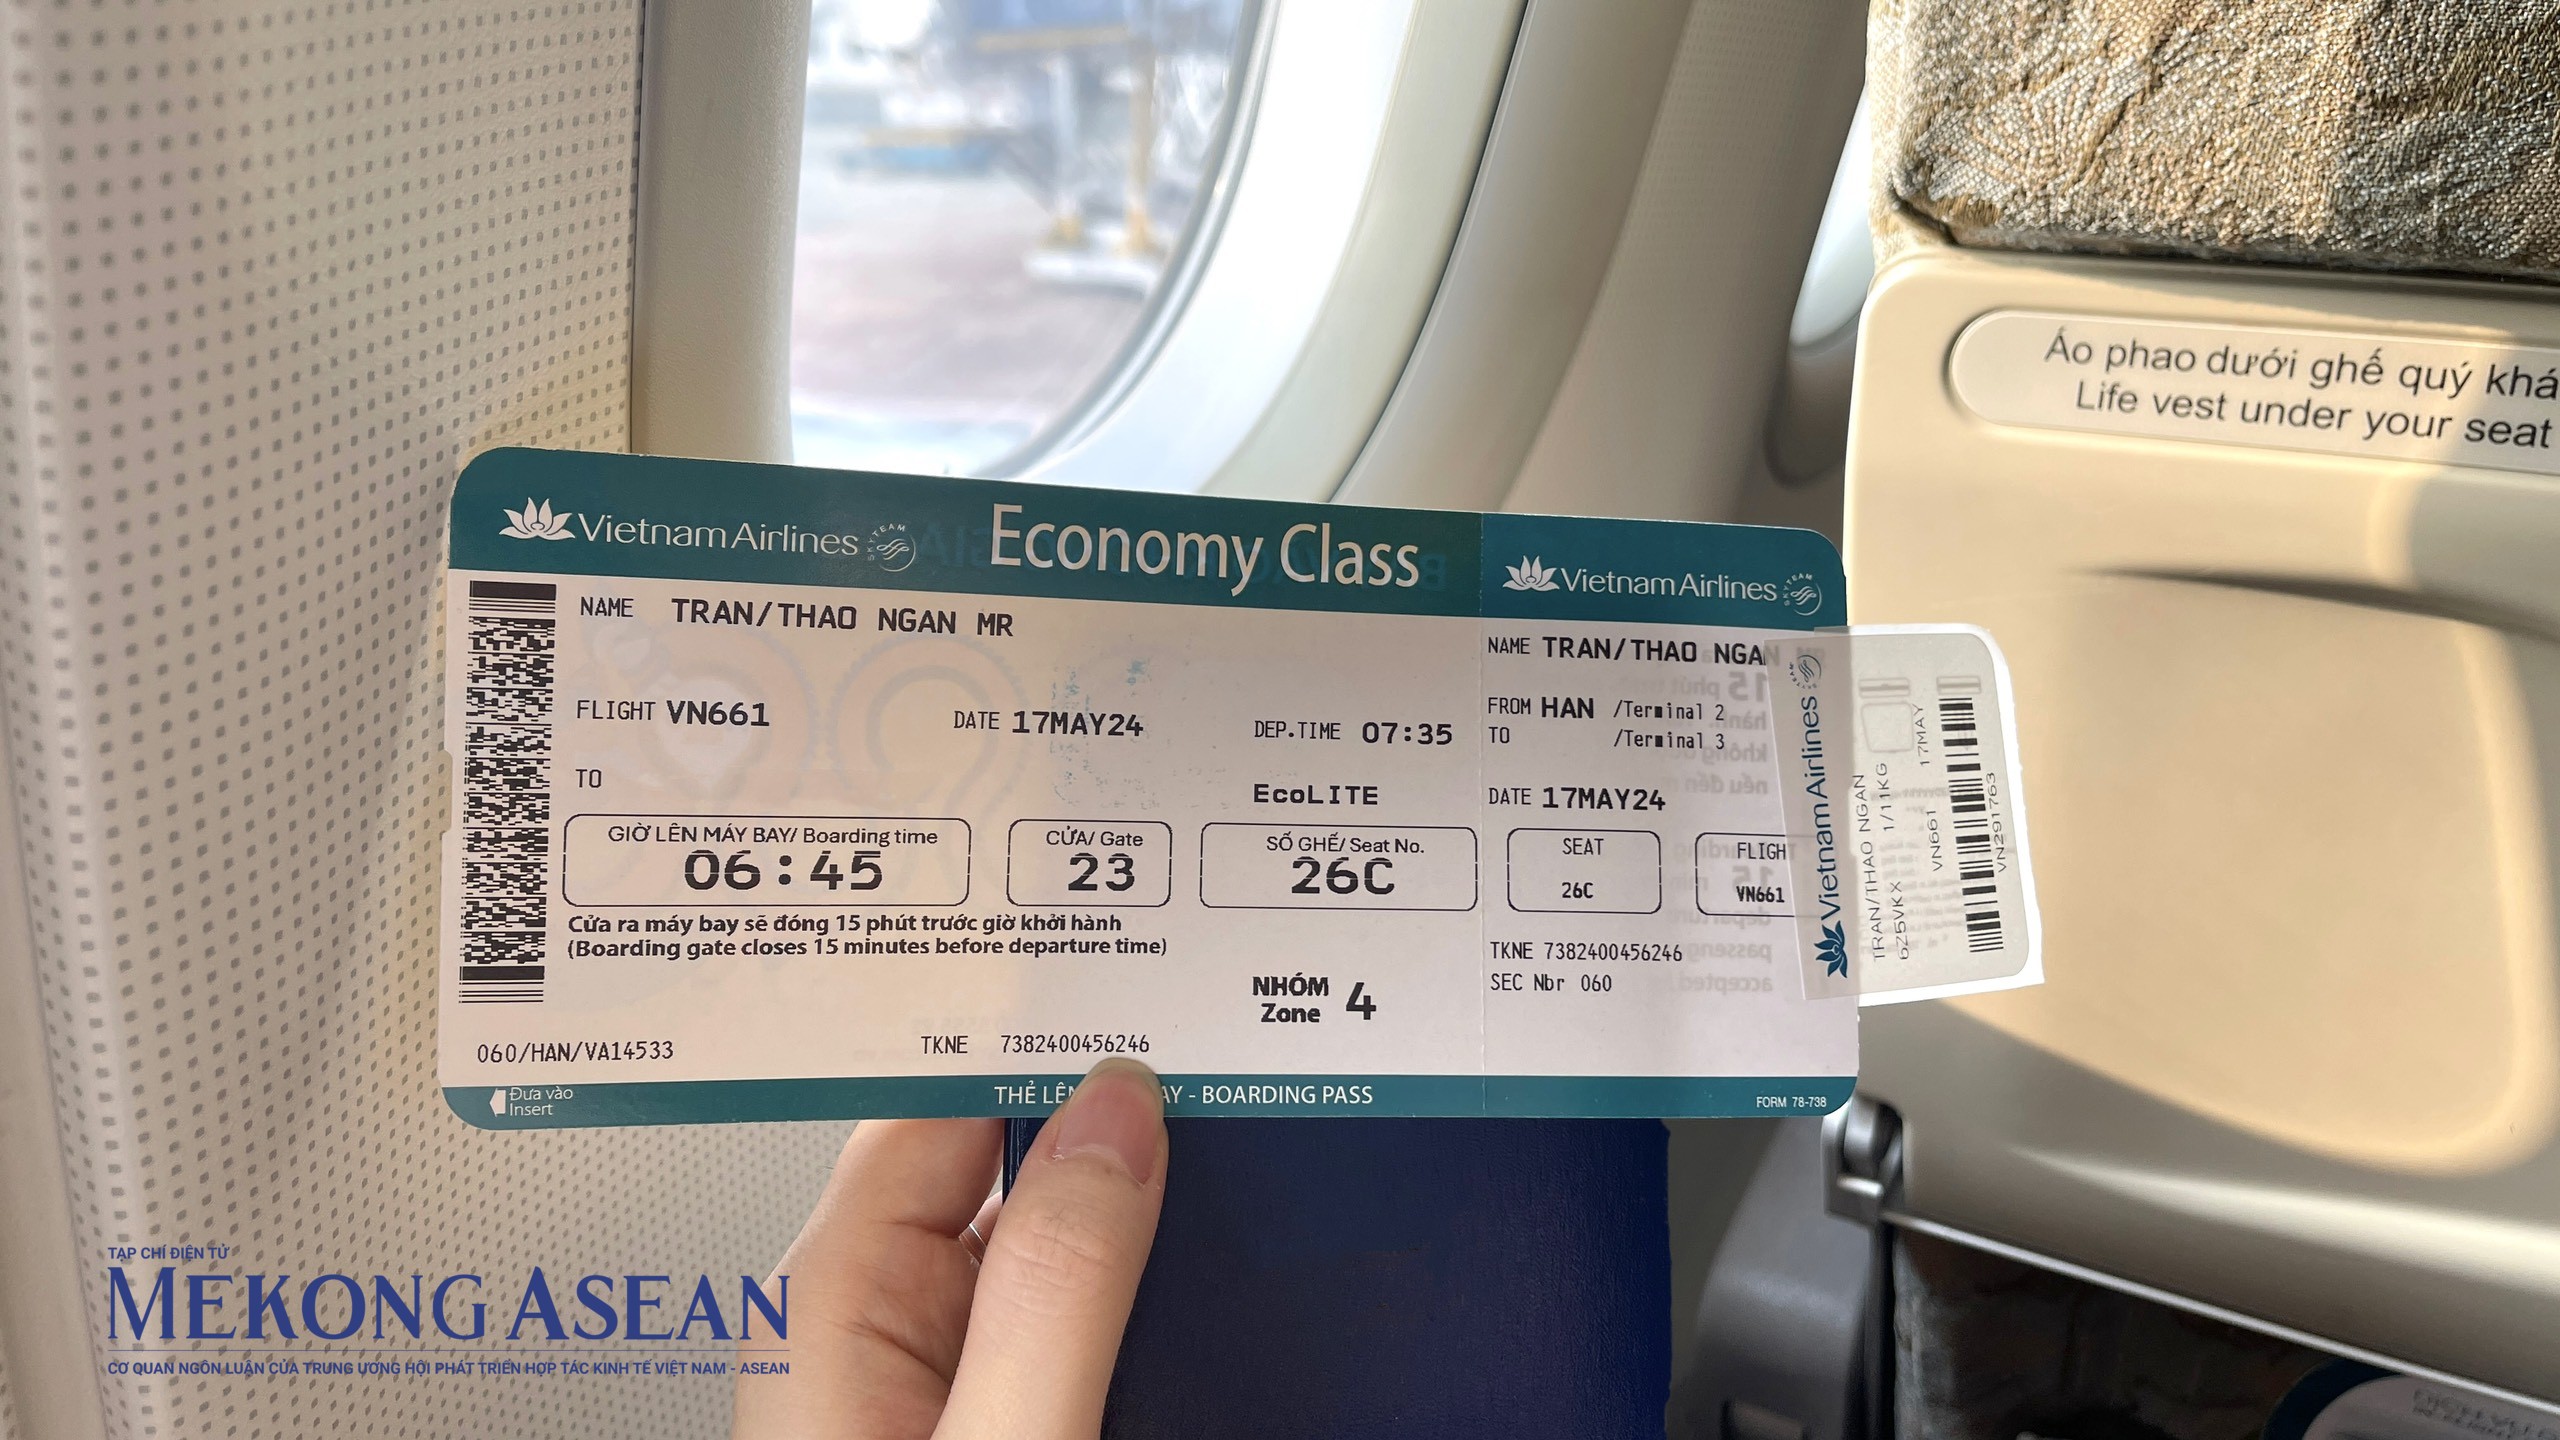 Áo phao dưới ghế quý
Life vest under your seat
Vietnam Airlines SKYTEAM Economy Class
NAME TRAN/THAO NGAN MR
FLIGHT VN661 DATE 17MAY24 DEP.TIME 07:35
TO
EcoLITE
GIỜ LÊN MÁY BAY/ Boarding time
06:45
CỬA/ Gate
23
SỐ GHẾ/ Seat No.
26C
Cửa ra máy bay sẽ đóng 15 phút trước giờ khởi hành
(Boarding gate closes 15 minutes before departure time)
NHÓM
Zone 4
060/HAN/VA14533 TKNE 7382400456246
Đưa vào
Insert
THẺ LÊN AY - BOARDING PASS
Vietnam Airlines SKYTEAM
NAME TRAN/THAO NGAN
FROM HAN /Terminal 2
TO /Terminal 3
DATE 17MAY24
SEAT
26C
FLIGHT
VN661
TKNE 7382400456246
SEC Nbr 060
FORM 78-738
Vietnam Airlines SKYTEAM
TRAN/THAO NGAN
6Z5VKX 1/11KG
VN661 17MAY
VN291763
TẠP CHÍ ĐIỆN TỬ
MEKONG ASEAN
CƠ QUAN NGÔN LUẬN CỦA TRUNG ƯƠNG HỘI PHÁT TRIỂN HỢP TÁC KINH TẾ VIỆT NAM - ASEAN